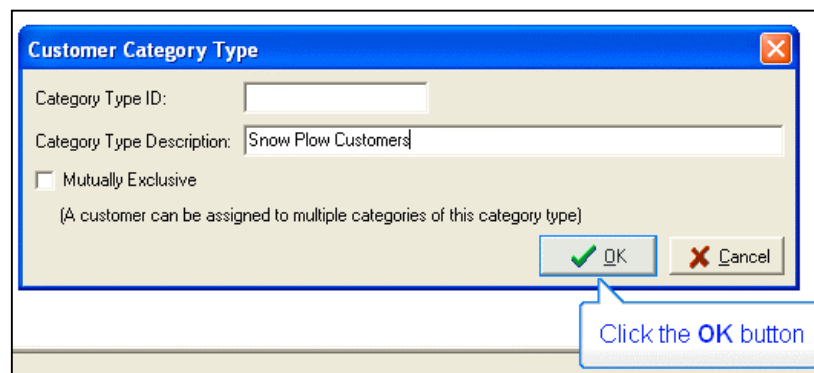 Customer Category Type
Category Type ID:
Category Type Description: Snow Plow Customers
Mutually Exclusive
(A customer can be assigned to multiple categories of this category type)
OK Cancel
Click the OK button